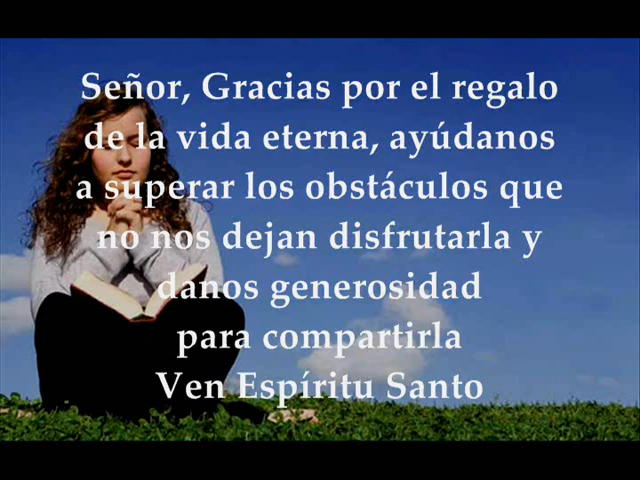 Señor, Gracias por el regalo
de la vida eterna, ayúdanos
a superar los obstáculos que
no nos dejan disfrutarla y
danos generosidad
para compartirla
Ven Espíritu Santo